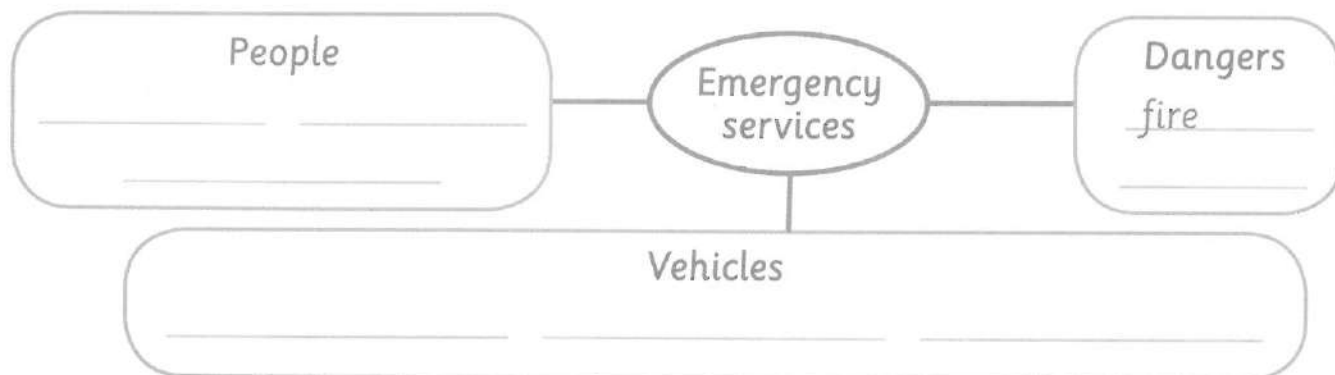 People
Emergency
services
Dangers
fire
Vehicles